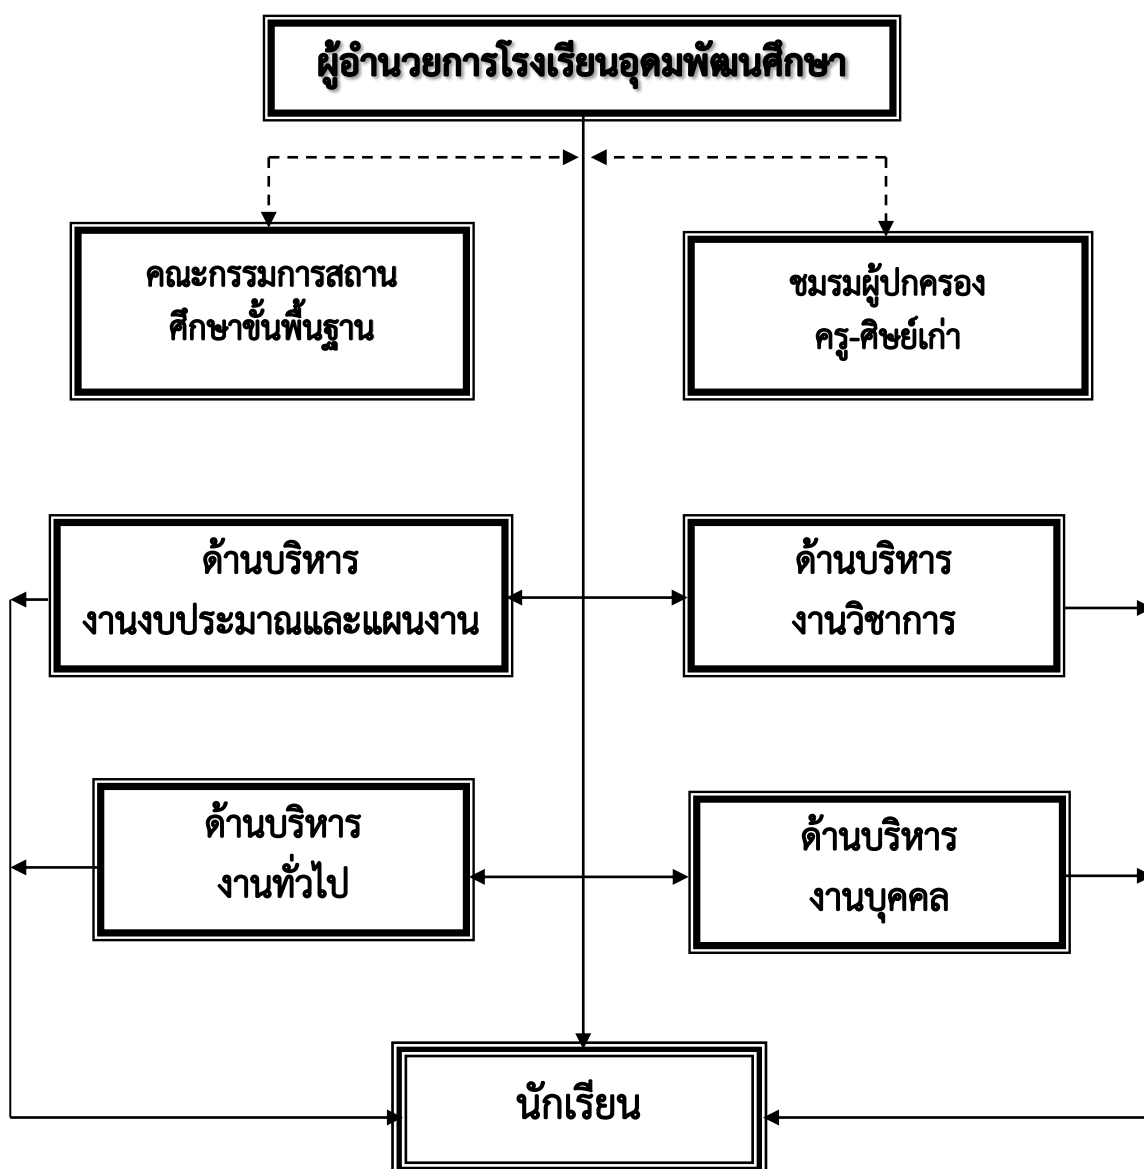 ผู้อำนวยการโรงเรียนอุดมพัฒนศึกษา
คณะกรรมการสถาน
ศึกษาขั้นพื้นฐาน
ชมรมผู้ปกครอง
ครู-ศิษย์เก่า
ด้านบริหาร
งานงบประมาณและแผนงาน
ด้านบริหาร
งานวิชาการ
ด้านบริหาร
งานทั่วไป
ด้านบริหาร
งานบุคคล
นักเรียน